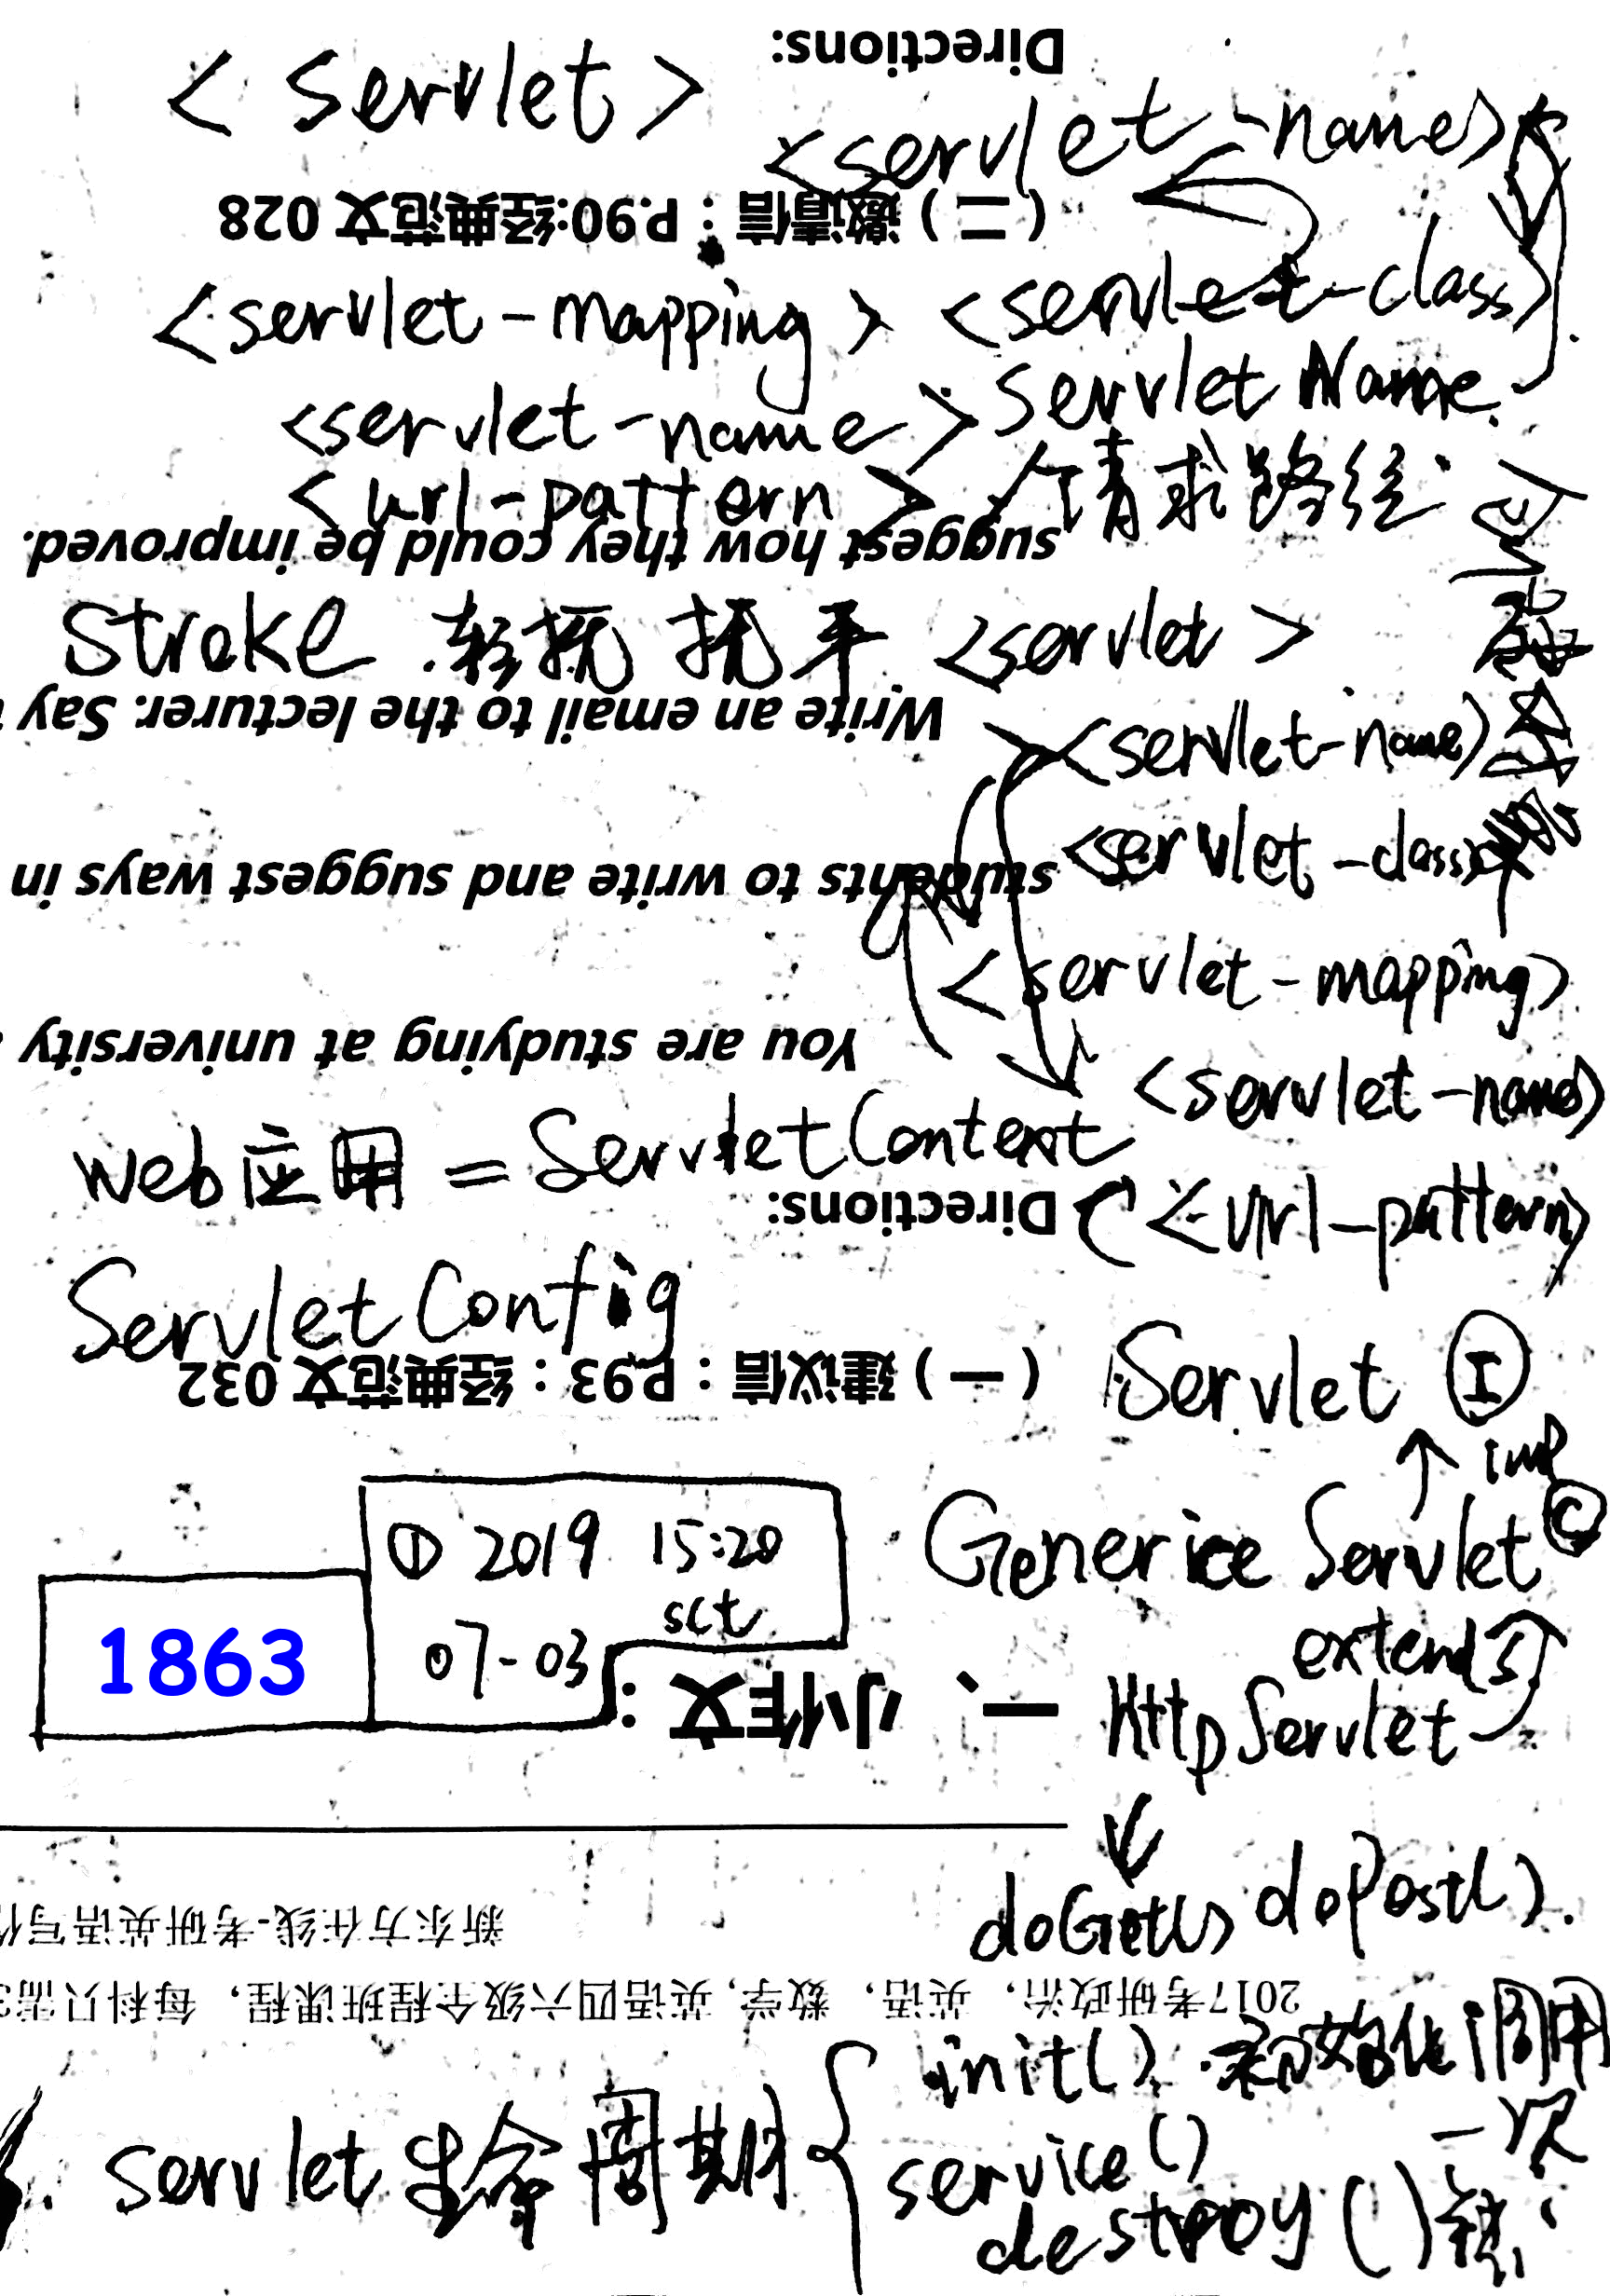 Directions:
< servlet >
<servlet-name>
（二）邀请信：P.90:经典范文 028
<servlet-mapping> <servlet-class>
<servlet-name> Servlet Name.
<url-pattern> 请求路径
suggest how they could be improved.
Stroke 轻抚 抚平 <servlet>
Write an email to the lecturer. Say
<servlet-name>
<servlet-class>
students to write and suggest ways in
<servlet-mapping>
You are studying at university
<servlet-name>
web应用 = ServletContext
Directions:
<url-pattern>
ServletConfig
（一）建议信：P.93：经典范文 032
Servlet Ⓘ
imp
① 2019 15:20
Generice Servlet ©
sct
1863
07-03
extends
一、小作文：
HttpServlet
doGet() doPost().
新东方在线-考研英语写作
2017考研政治、英语、数学,英语四六级全程班课程，每科只需3
init() 初始化调用
一次
servlet 生命周期 { service()
destroy()